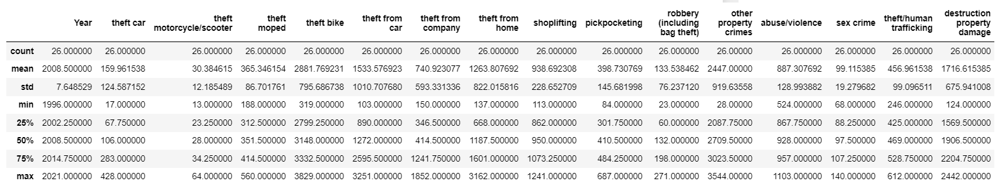 Year theft car theft motorcycle/scooter theft moped theft bike theft from car theft from company theft from home shoplifting pickpocketing robbery (including bag theft) other property crimes abuse/violence sex crime theft/human trafficking destruction property damage
count 26.000000 26.000000 26.000000 26.000000 26.000000 26.000000 26.000000 26.000000 26.000000 26.000000 26.000000 26.00000 26.000000 26.000000 26.000000 26.000000
mean 2008.500000 159.961538 30.384615 365.346154 2881.769231 1533.576923 740.923077 1263.807692 938.692308 398.730769 133.538462 2447.00000 887.307692 99.115385 456.961538 1716.615385
std 7.648529 124.587152 12.185489 86.701761 795.686738 1010.707680 593.331336 822.015816 228.652709 145.681998 76.237120 919.63558 128.993882 19.279682 99.096511 675.941008
min 1996.000000 17.000000 13.000000 188.000000 319.000000 103.000000 150.000000 137.000000 113.000000 84.000000 23.000000 28.00000 524.000000 68.000000 246.000000 124.000000
25% 2002.250000 67.750000 23.250000 312.500000 2799.250000 890.000000 346.500000 668.000000 862.000000 301.750000 60.000000 2087.75000 867.750000 88.250000 425.000000 1569.500000
50% 2008.500000 106.000000 28.000000 351.500000 3148.000000 1272.000000 414.500000 1187.500000 950.000000 410.500000 132.000000 2709.50000 928.000000 97.500000 469.000000 1906.500000
75% 2014.750000 283.000000 34.250000 414.500000 3332.500000 2595.500000 1241.750000 1601.000000 1073.250000 484.250000 198.000000 3023.50000 957.000000 107.250000 528.750000 2204.750000
max 2021.000000 428.000000 64.000000 560.000000 3829.000000 3251.000000 1852.000000 3162.000000 1241.000000 687.000000 271.000000 3544.00000 1103.000000 140.000000 612.000000 2442.000000